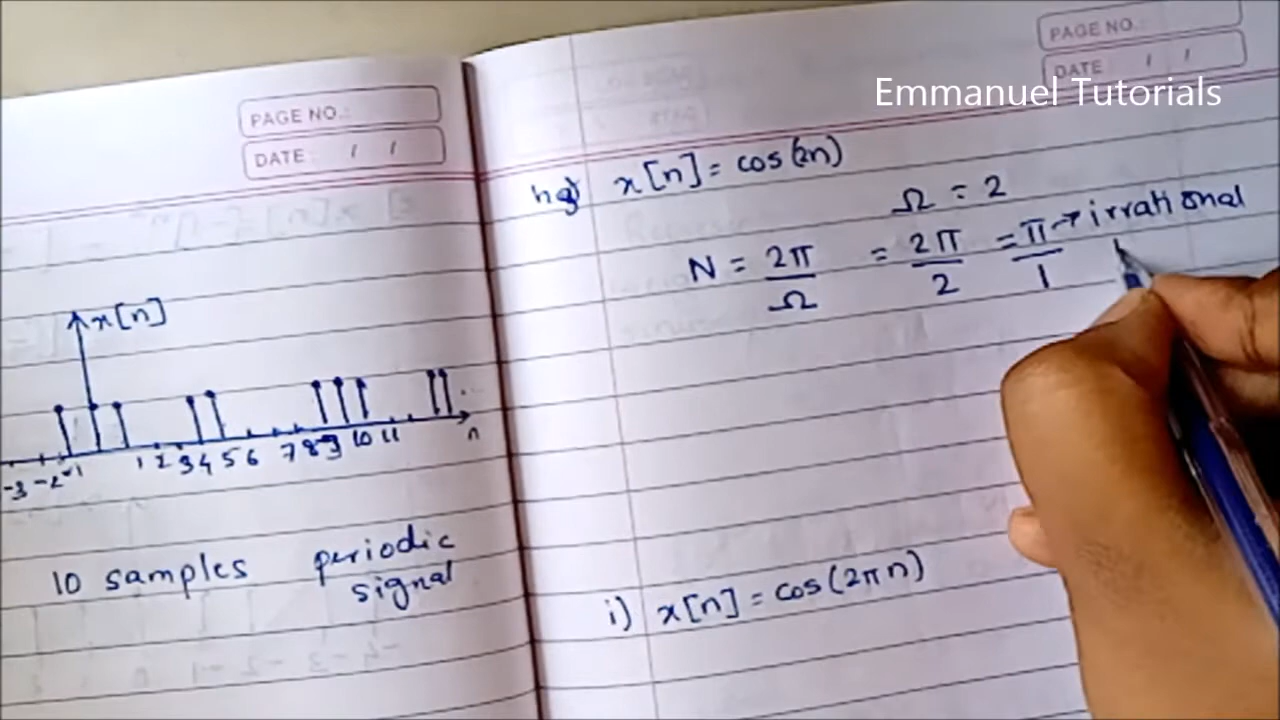 Emmanuel Tutorials
PAGE NO.:
DATE / /
x[n]
-3 -2 -1 1 2 3 4 5 6 7 8 9 10 11 n
10 samples periodic
signal
PAGE NO.:
DATE / /
x[n] = cos(2n)
Ω = 2
N = 2π/Ω = 2π/2 = π/1 → irrational
i) x[n] = cos(2πn)